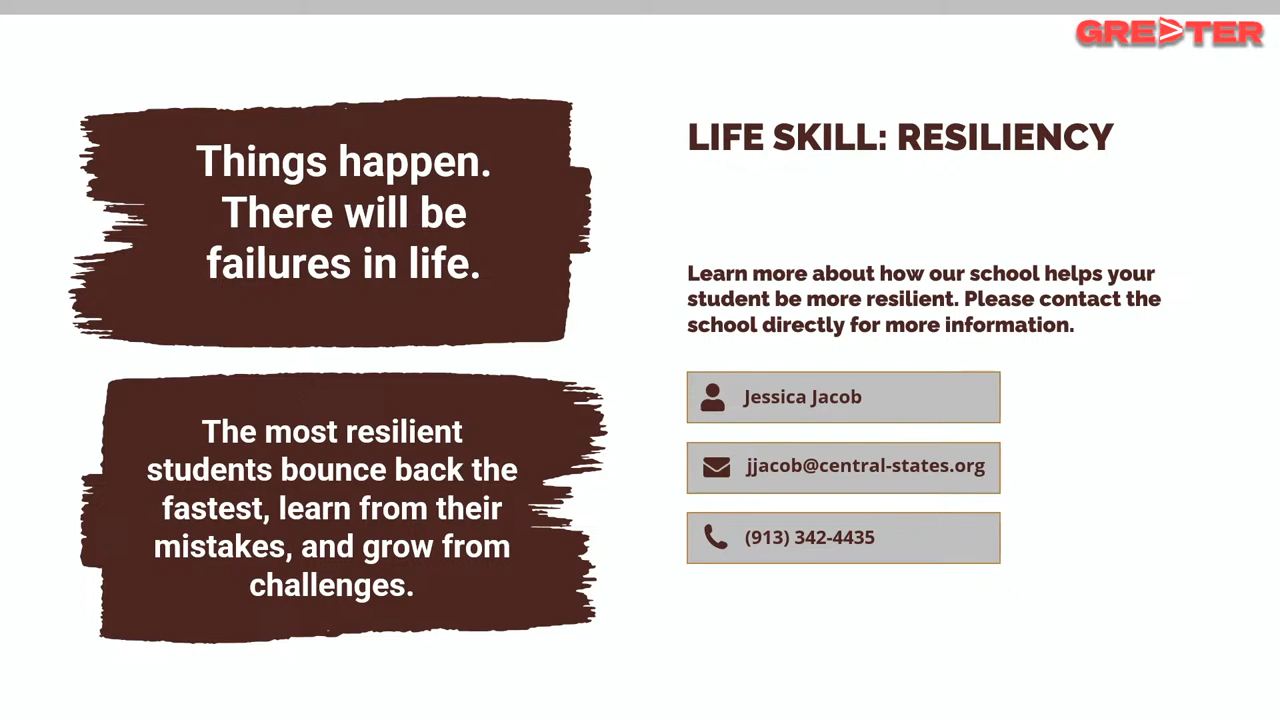 GREATER
Things happen.
There will be
failures in life.
The most resilient
students bounce back the
fastest, learn from their
mistakes, and grow from
challenges.
LIFE SKILL: RESILIENCY
Learn more about how our school helps your
student be more resilient. Please contact the
school directly for more information.
Jessica Jacob
jjacob@central-states.org
(913) 342-4435